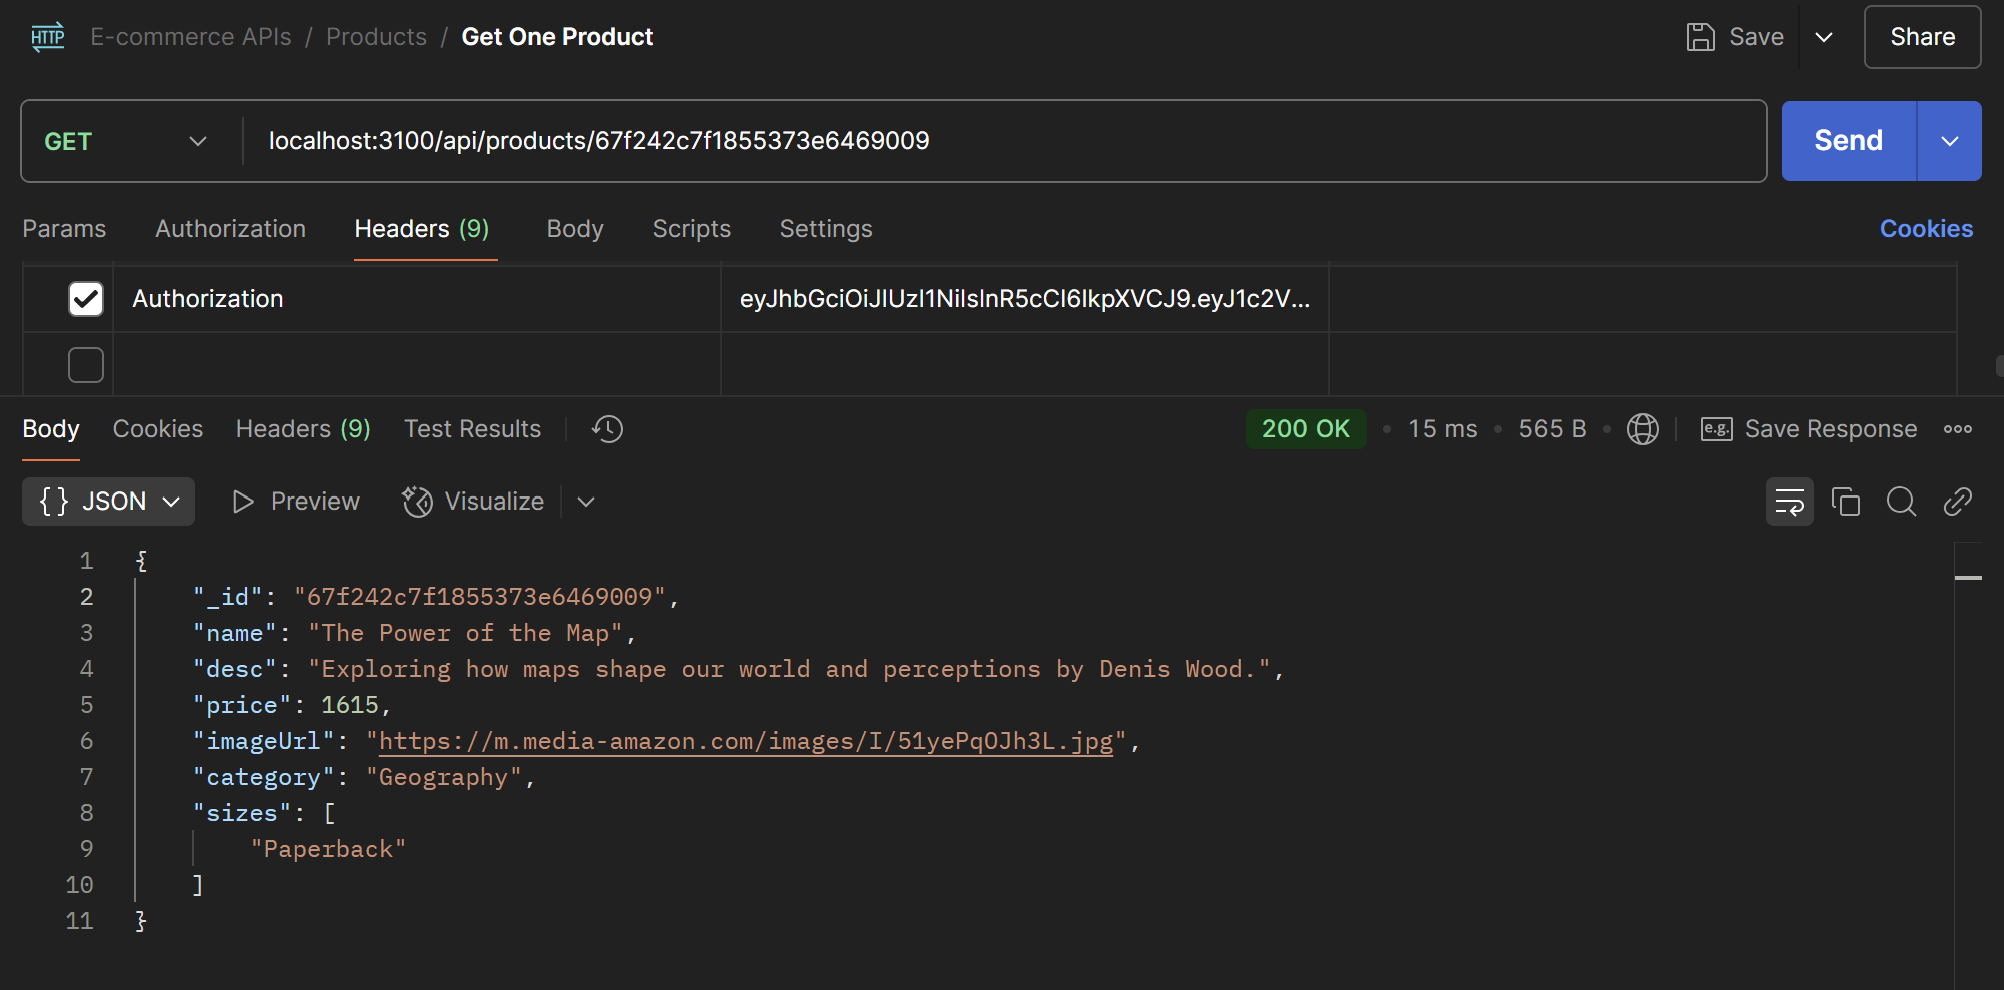 HTTP E-commerce APIs / Products / Get One Product Save Share
GET localhost:3100/api/products/67f242c7f1855373e6469009 Send
Params Authorization Headers (9) Body Scripts Settings Cookies
Authorization eyJhbGciOiJIUzI1NiIsInR5cCI6IkpXVCJ9.eyJ1c2V...
Body Cookies Headers (9) Test Results 200 OK • 15 ms • 565 B • e.g. Save Response
{} JSON Preview Visualize
1 {
2 "_id": "67f242c7f1855373e6469009",
3 "name": "The Power of the Map",
4 "desc": "Exploring how maps shape our world and perceptions by Denis Wood.",
5 "price": 1615,
6 "imageUrl": "https://m.media-amazon.com/images/I/51yePqOJh3L.jpg",
7 "category": "Geography",
8 "sizes": [
9 "Paperback"
10 ]
11 }